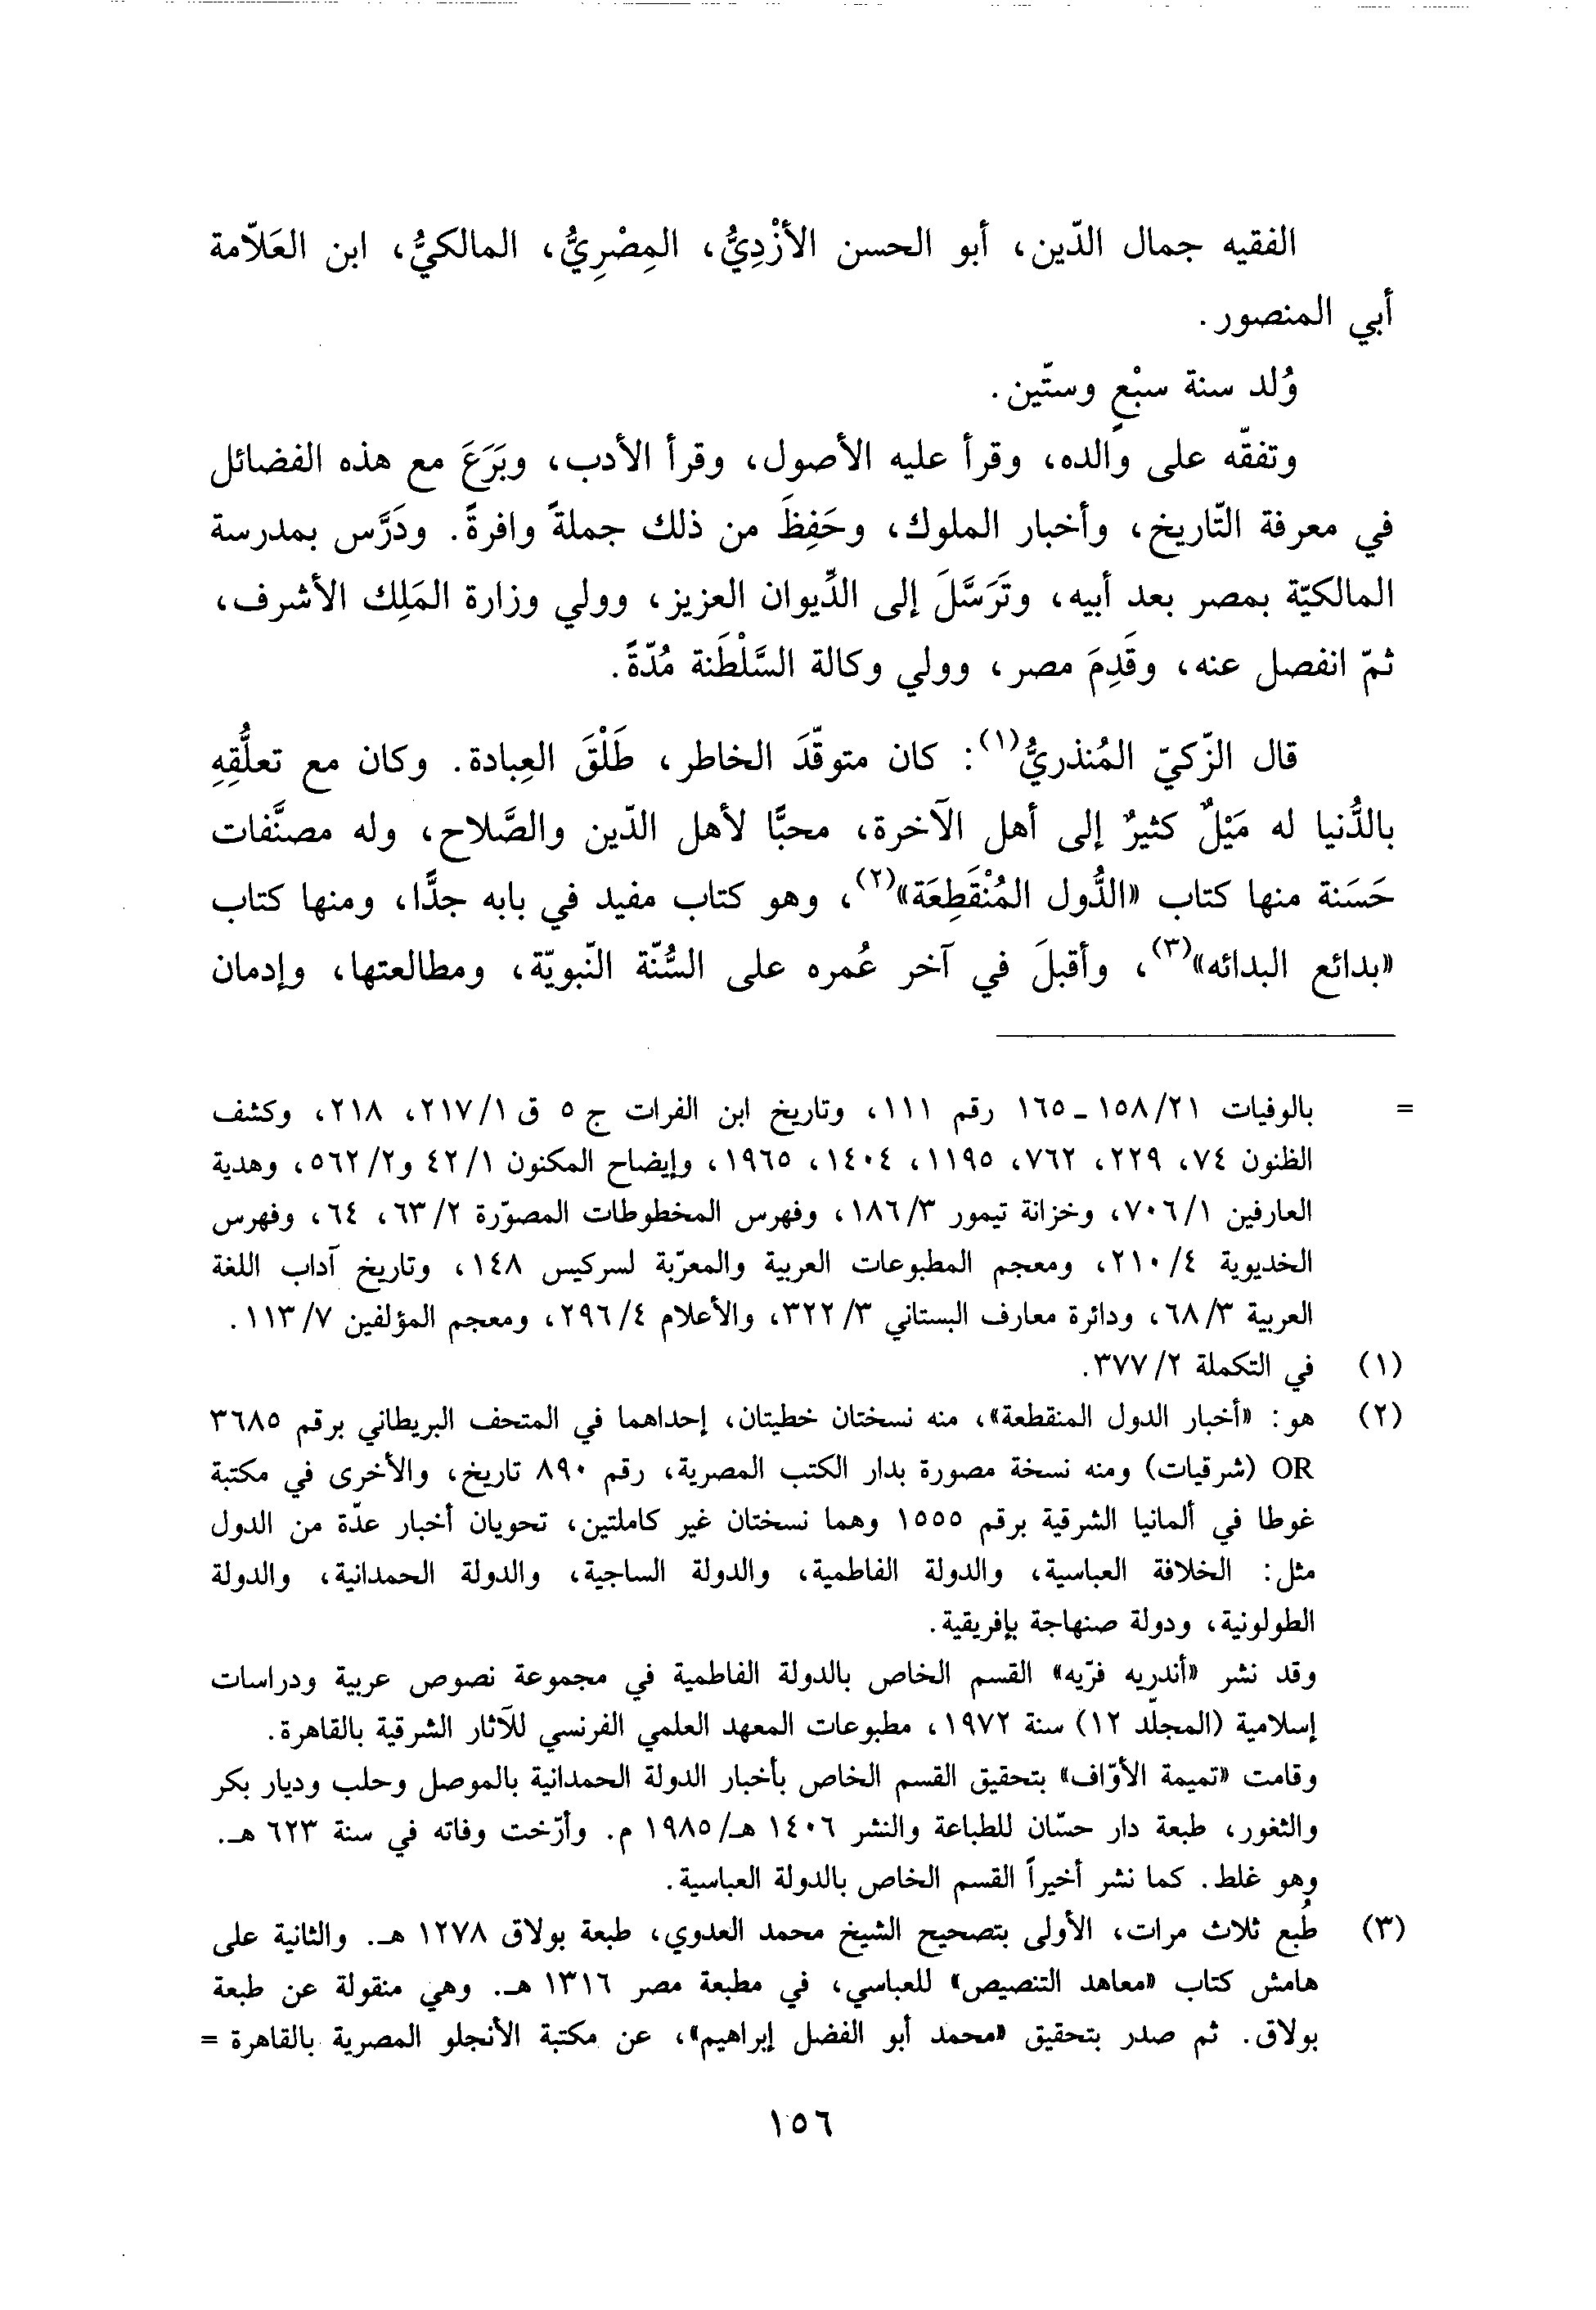 الفقيه جمال الدّين، أبو الحسن الأزْدِيُّ، المِصْرِيُّ، المالكيُّ، ابن العَلاّمة
أبي المنصور.
وُلد سنة سبْعٍ وستّين.
وتفقّه على والده، وقرأ عليه الأصول، وقرأ الأدب، وبَرَعَ مع هذه الفضائل
في معرفة التّاريخ، وأخبار الملوك، وحَفِظَ من ذلك جملةً وافرةً. ودَرَّس بمدرسة
المالكيّة بمصر بعد أبيه، وتَرَسَّلَ إلى الدِّيوان العزيز، وولي وزارة المَلِك الأشرف،
ثمّ انفصل عنه، وقَدِمَ مصر، وولي وكالة السَّلْطَنة مُدّةً.
قال الزّكيّ المُنذريُّ(١): كان متوقّدَ الخاطر، طَلْقَ العِبادة. وكان مع تعلُّقِهِ
بالدُّنيا له مَيْلٌ كثيرٌ إلى أهل الآخرة، محبًّا لأهل الدّين والصَّلاح، وله مصنَّفات
حَسَنة منها كتاب «الدُّول المُنْقَطِعَة»(٢)، وهو كتاب مفيد في بابه جدًّا، ومنها كتاب
«بدائع البدائه»(٣)، وأقبلَ في آخر عُمره على السُّنّة النّبويّة، ومطالعتها، وإدمان
= بالوفيات ٢١/١٥٨ ـ ١٦٥ رقم ١١١، وتاريخ ابن الفرات ج ٥ ق ١/٢١٧، ٢١٨، وكشف
الظنون ٧٤، ٢٢٩، ٧٦٢، ١١٩٥، ١٤٠٤، ١٩٦٥، وإيضاح المكنون ١/٤٢ و٢/٥٦٢، وهدية
العارفين ١/٧٠٦، وخزانة تيمور ٣/١٨٦، وفهرس المخطوطات المصوّرة ٢/٦٣، ٦٤، وفهرس
الخديوية ٤/٢١٠، ومعجم المطبوعات العربية والمعرّبة لسركيس ١٤٨، وتاريخ آداب اللغة
العربية ٣/٦٨، ودائرة معارف البستاني ٣/٣٢٢، والأعلام ٤/٢٩٦، ومعجم المؤلفين ٧/١١٣.
(١) في التكملة ٢/٣٧٧.
(٢) هو: «أخبار الدول المنقطعة»، منه نسختان خطيتان، إحداهما في المتحف البريطاني برقم ٣٦٨٥
OR (شرقيات) ومنه نسخة مصورة بدار الكتب المصرية، رقم ٨٩٠ تاريخ، والأخرى في مكتبة
غوطا في ألمانيا الشرقية برقم ١٥٥٥ وهما نسختان غير كاملتين، تحويان أخبار عدّة من الدول
مثل: الخلافة العباسية، والدولة الفاطمية، والدولة الساجية، والدولة الحمدانية، والدولة
الطولونية، ودولة صنهاجة بإفريقية.
وقد نشر «أندريه فرّيه» القسم الخاص بالدولة الفاطمية في مجموعة نصوص عربية ودراسات
إسلامية (المجلّد ١٢) سنة ١٩٧٢، مطبوعات المعهد العلمي الفرنسي للآثار الشرقية بالقاهرة.
وقامت «تميمة الأوّاف» بتحقيق القسم الخاص بأخبار الدولة الحمدانية بالموصل وحلب وديار بكر
والثغور، طبعة دار حسّان للطباعة والنشر ١٤٠٦ هـ/١٩٨٥ م. وأرّخت وفاته في سنة ٦٢٣ هـ.
وهو غلط. كما نشر أخيراً القسم الخاص بالدولة العباسية.
(٣) طُبع ثلاث مرات، الأولى بتصحيح الشيخ محمد العدوي، طبعة بولاق ١٢٧٨ هـ. والثانية على
هامش كتاب «معاهد التنصيص» للعباسي، في مطبعة مصر ١٣١٦ هـ. وهي منقولة عن طبعة
بولاق. ثم صدر بتحقيق «محمد أبو الفضل إبراهيم»، عن مكتبة الأنجلو المصرية بالقاهرة =
١٥٦